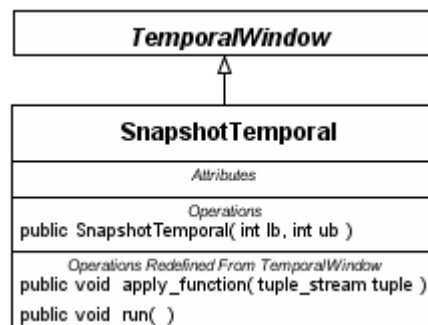 TemporalWindow
SnapshotTemporal
Attributes
Operations
public SnapshotTemporal( int lb, int ub )
Operations Redefined From TemporalWindow
public void apply_function( tuple_stream tuple )
public void run( )